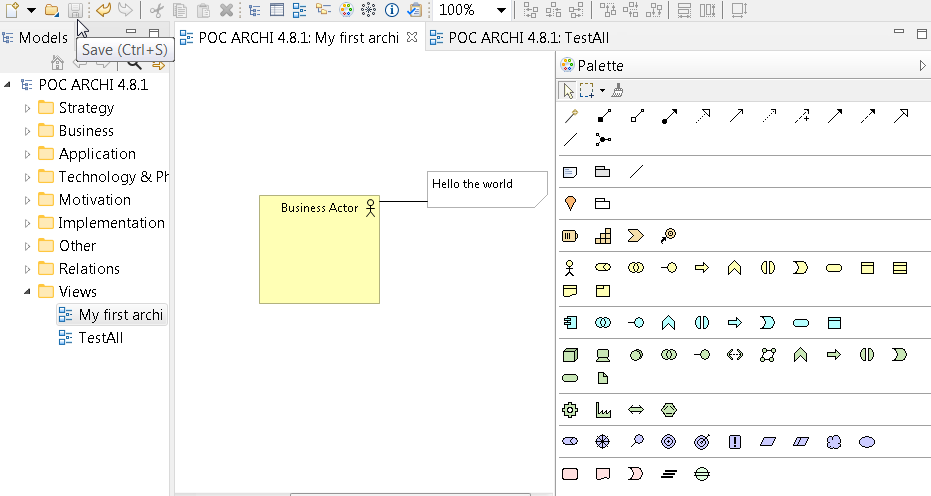 100%
Models
Save (Ctrl+S)
POC ARCHI 4.8.1: My first archi
POC ARCHI 4.8.1: TestAll
POC ARCHI 4.8.1
Strategy
Business
Application
Technology & Ph
Motivation
Implementation
Other
Relations
Views
My first archi
TestAll
Business Actor
Hello the world
Palette